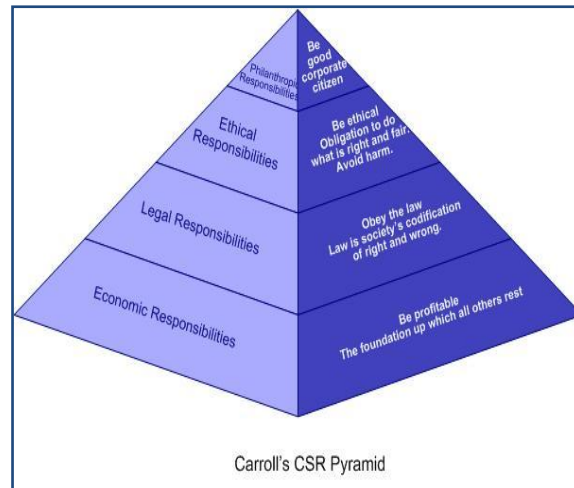 Philanthropic
Responsibilities
Be
good
corporate
citizen
Ethical
Responsibilities
Be ethical
Obligation to do
what is right and fair.
Avoid harm.
Legal Responsibilities
Obey the law
Law is society's codification
of right and wrong.
Economic Responsibilities
Be profitable
The foundation up which all others rest
Carroll's CSR Pyramid